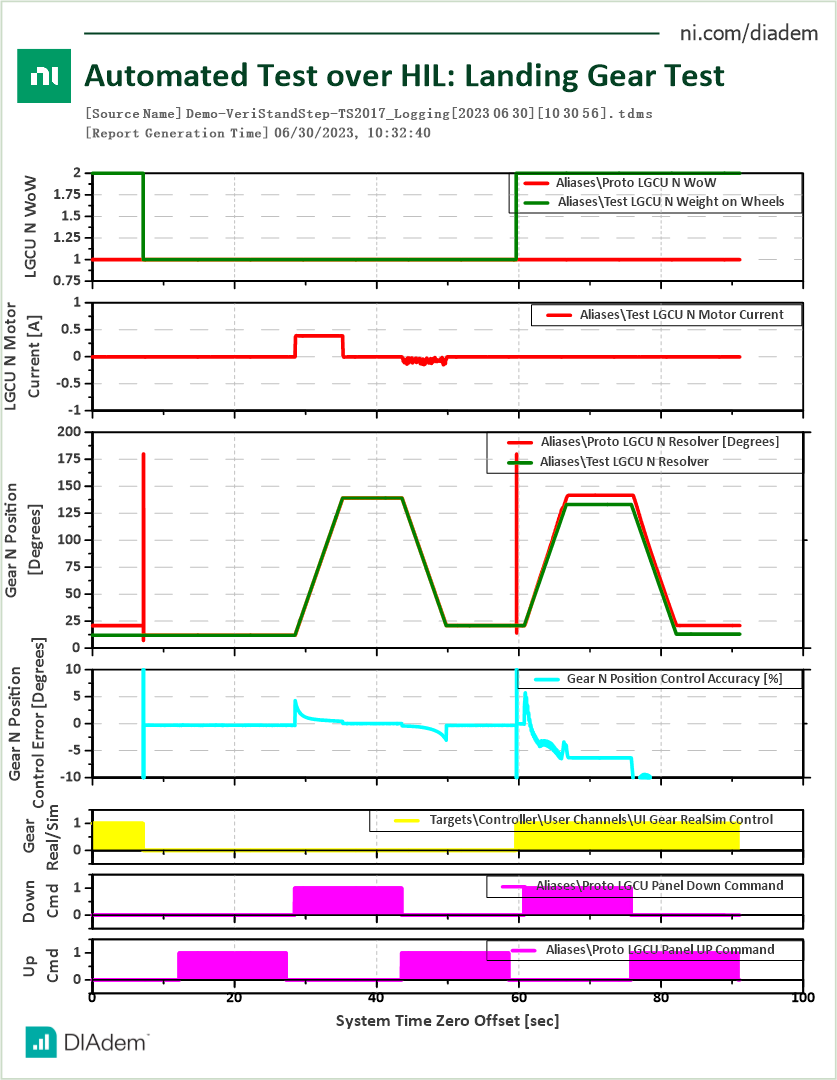 ni.com/diadem
ni
Automated Test over HIL: Landing Gear Test
[Source Name] Demo-VeriStandStep-TS2017_Logging[2023 06 30][10 30 56].tdms
[Report Generation Time] 06/30/2023, 10:32:40
LGCU N WoW
2
1.75
1.5
1.25
1
0.75
Aliases\Proto LGCU N WoW
Aliases\Test LGCU N Weight on Wheels
LGCU N Motor
Current [A]
1
0.5
0
-0.5
-1
Aliases\Test LGCU N Motor Current
Gear N Position
[Degrees]
200
175
150
125
100
75
50
25
0
Aliases\Proto LGCU N Resolver [Degrees]
Aliases\Test LGCU N Resolver
Gear N Position
Control Error [Degrees]
10
5
0
-5
-10
Gear N Position Control Accuracy [%]
Gear
Real/Sim
1
0
Targets\Controller\User Channels\UI Gear RealSim Control
Down
Cmd
1
0
Aliases\Proto LGCU Panel Down Command
Up
Cmd
1
0
Aliases\Proto LGCU Panel UP Command
0 20 40 60 80 100
System Time Zero Offset [sec]
DIAdem™